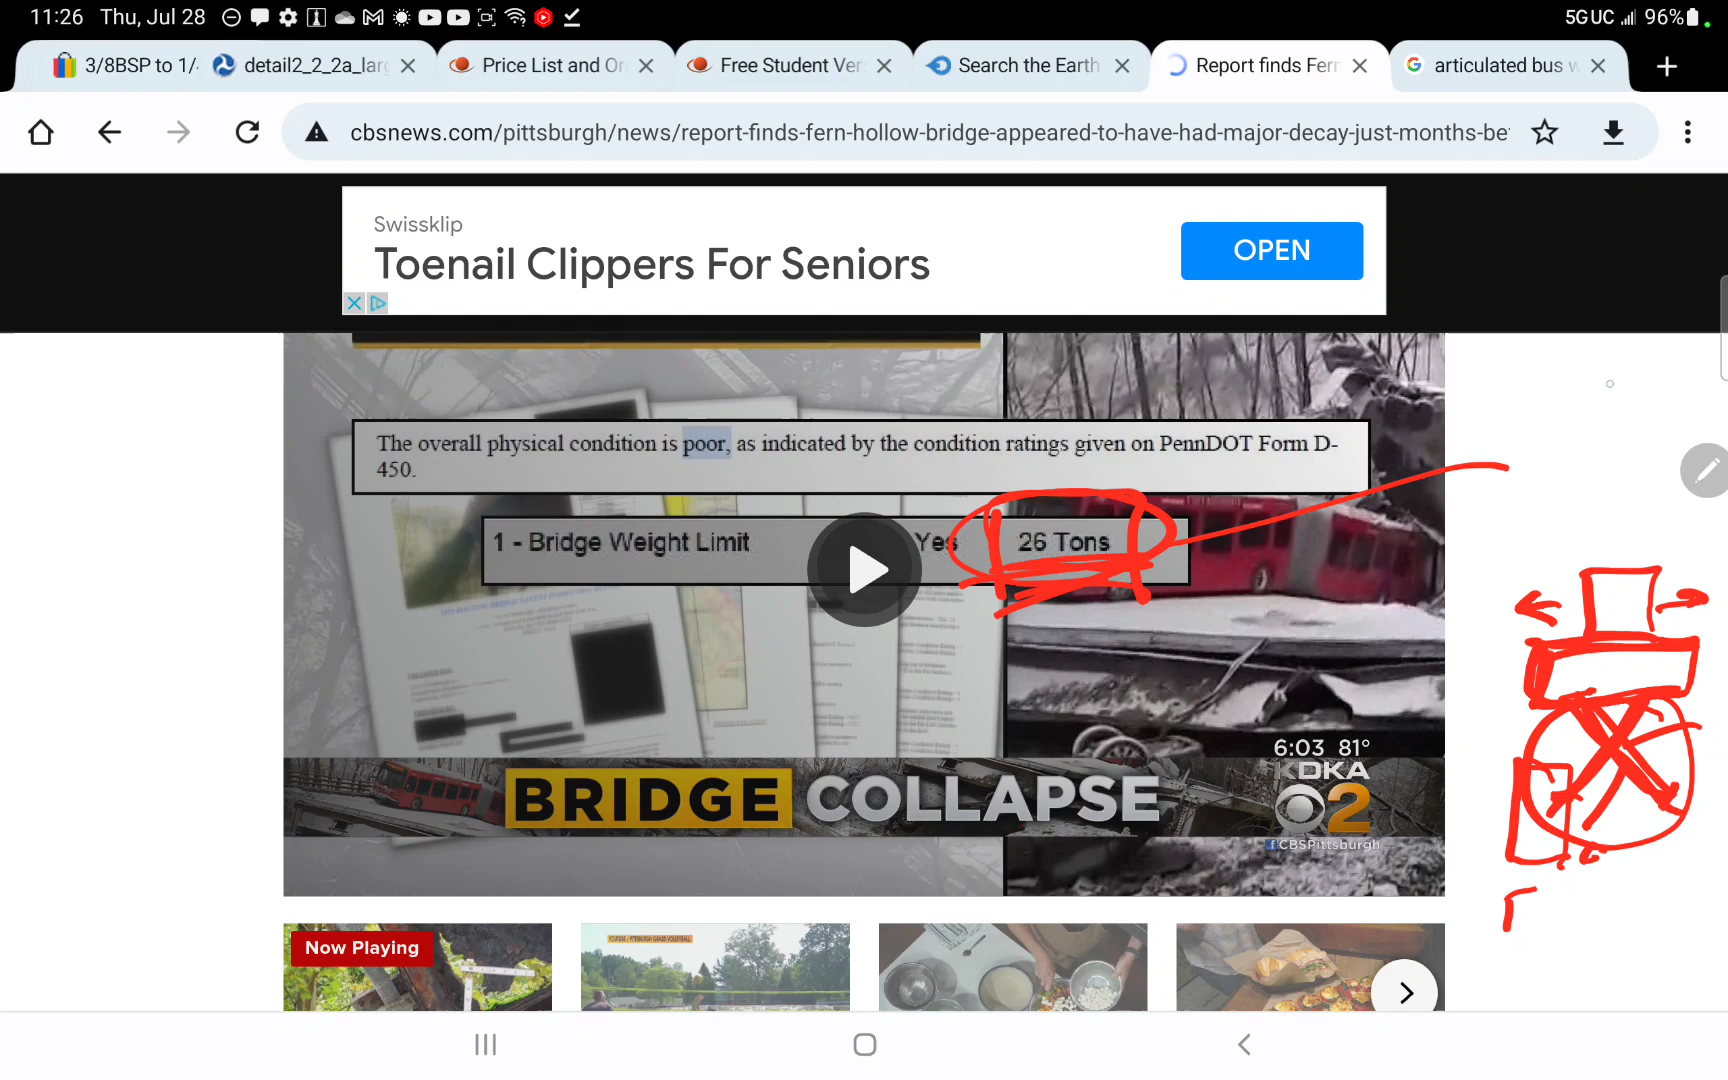 11:26 Thu, Jul 28
5GUC 96%
3/8BSP to 1/4
detail2_2_2a_larg
Price List and Or
Free Student Ver
Search the Earth
Report finds Fern
articulated bus w
cbsnews.com/pittsburgh/news/report-finds-fern-hollow-bridge-appeared-to-have-had-major-decay-just-months-be
Swissklip
Toenail Clippers For Seniors
OPEN
The overall physical condition is poor, as indicated by the condition ratings given on PennDOT Form D-
450.
1 - Bridge Weight Limit Yes 26 Tons
6:03 81°
KDKA
2
BRIDGE COLLAPSE
CBSPittsburgh
Now Playing